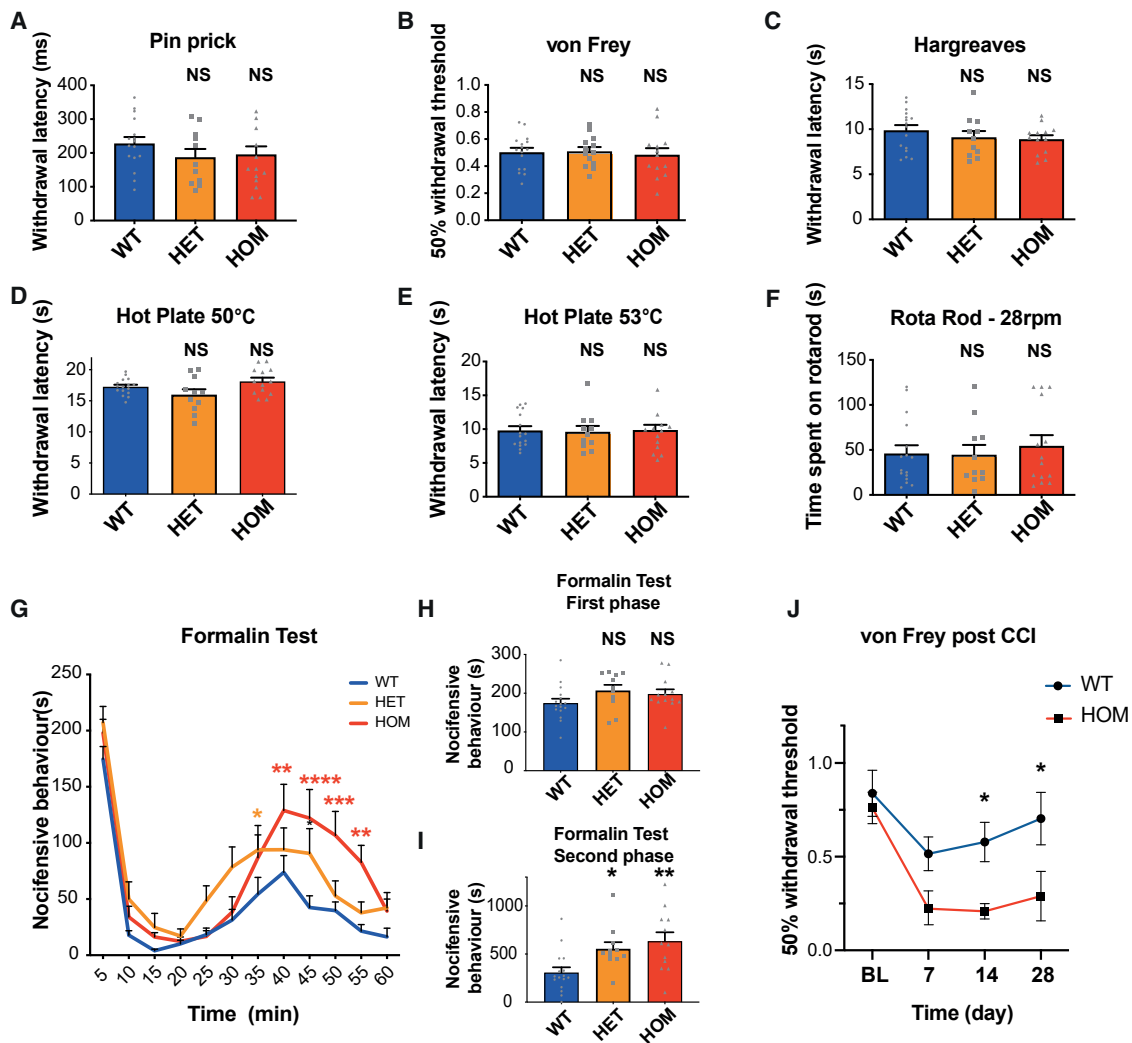 A
Pin prick
Withdrawal latency (ms)
400
300
200
100
0
NS
NS
WT
HET
HOM
B
von Frey
50% withdrawal threshold
1.0
0.8
0.6
0.4
0.2
0.0
NS
NS
WT
HET
HOM
C
Hargreaves
Withdrawal latency (s)
15
10
5
0
NS
NS
WT
HET
HOM
D
Hot Plate 50°C
Withdrawal latency (s)
20
15
10
5
0
NS
NS
WT
HET
HOM
E
Hot Plate 53°C
Withdrawal latency (s)
20
15
10
5
0
NS
NS
WT
HET
HOM
F
Rota Rod - 28rpm
Time spent on rotarod (s)
150
100
50
0
NS
NS
WT
HET
HOM
G
Formalin Test
Nocifensive behaviour(s)
250
200
150
100
50
0
WT
HET
HOM
*
**
****
*
***
**
5
10
15
20
25
30
35
40
45
50
55
60
Time (min)
H
Formalin Test
First phase
Nocifensive
behaviour (s)
300
200
100
0
NS
NS
WT
HET
HOM
I
Formalin Test
Second phase
Nocifensive
behaviour (s)
1000
500
0
*
**
WT
HET
HOM
J
von Frey post CCI
WT
HOM
50% withdrawal threshold
1.0
0.5
0.0
*
*
BL
7
14
28
Time (day)